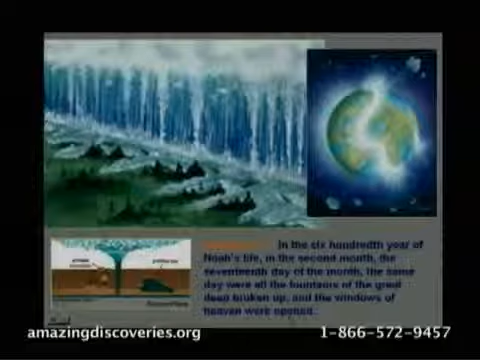 In the six hundredth year of
Noah's life, in the second month, the
seventeenth day of the month, the same
day were all the fountains of the great
deep broken up, and the windows of
heaven were opened.
amazingdiscoveries.org
1-866-572-9457